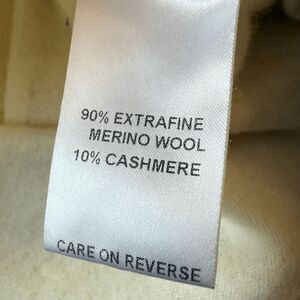 90% EXTRAFINE
MERINO WOOL
10% CASHMERE
CARE ON REVERSE